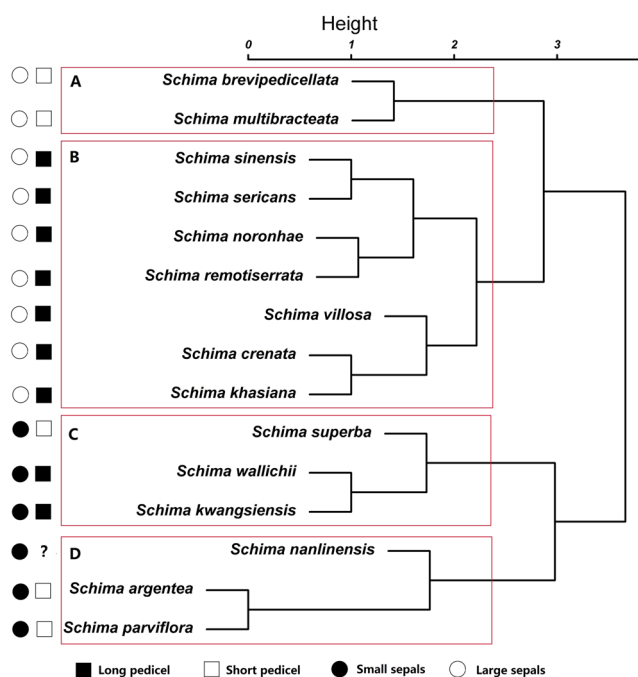 Height
0 1 2 3
A
Schima brevipedicellata
Schima multibracteata
B
Schima sinensis
Schima sericans
Schima noronhae
Schima remotiserrata
Schima villosa
Schima crenata
Schima khasiana
C
Schima superba
Schima wallichii
Schima kwangsiensis
? D
Schima nanlinensis
Schima argentea
Schima parviflora
Long pedicel Short pedicel Small sepals Large sepals